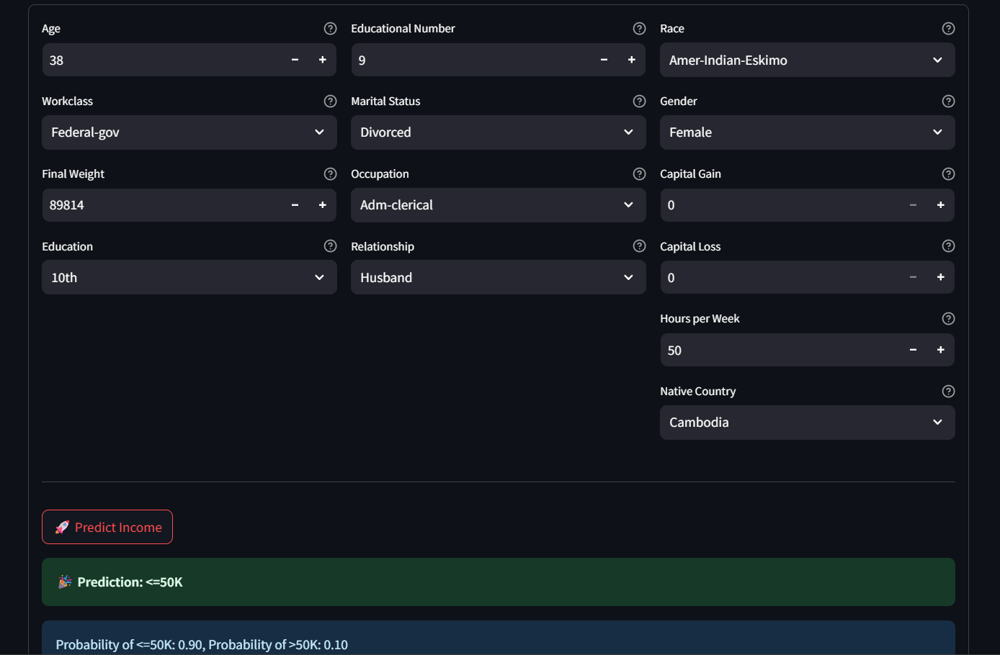 Age
38
Educational Number
9
Race
Amer-Indian-Eskimo
Workclass
Federal-gov
Marital Status
Divorced
Gender
Female
Final Weight
89814
Occupation
Adm-clerical
Capital Gain
0
Education
10th
Relationship
Husband
Capital Loss
0
Hours per Week
50
Native Country
Cambodia
🚀 Predict Income
🎉 Prediction: <=50K
Probability of <=50K: 0.90, Probability of >50K: 0.10